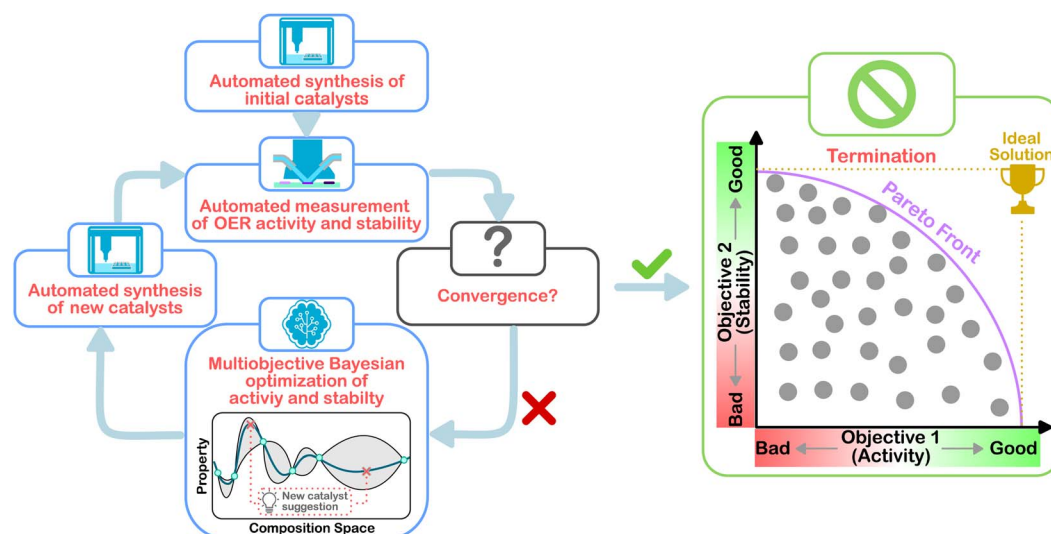 Automated synthesis of
initial catalysts
Automated measurement
of OER activity and stability
Automated synthesis
of new catalysts
?
Convergence?
Multiobjective Bayesian
optimization of
activiy and stabilty
Property
New catalyst
suggestion
Composition Space
Termination
Ideal
Solution
Pareto Front
Good
Objective 2
(Stability)
Bad
Bad
Objective 1
(Activity)
Good